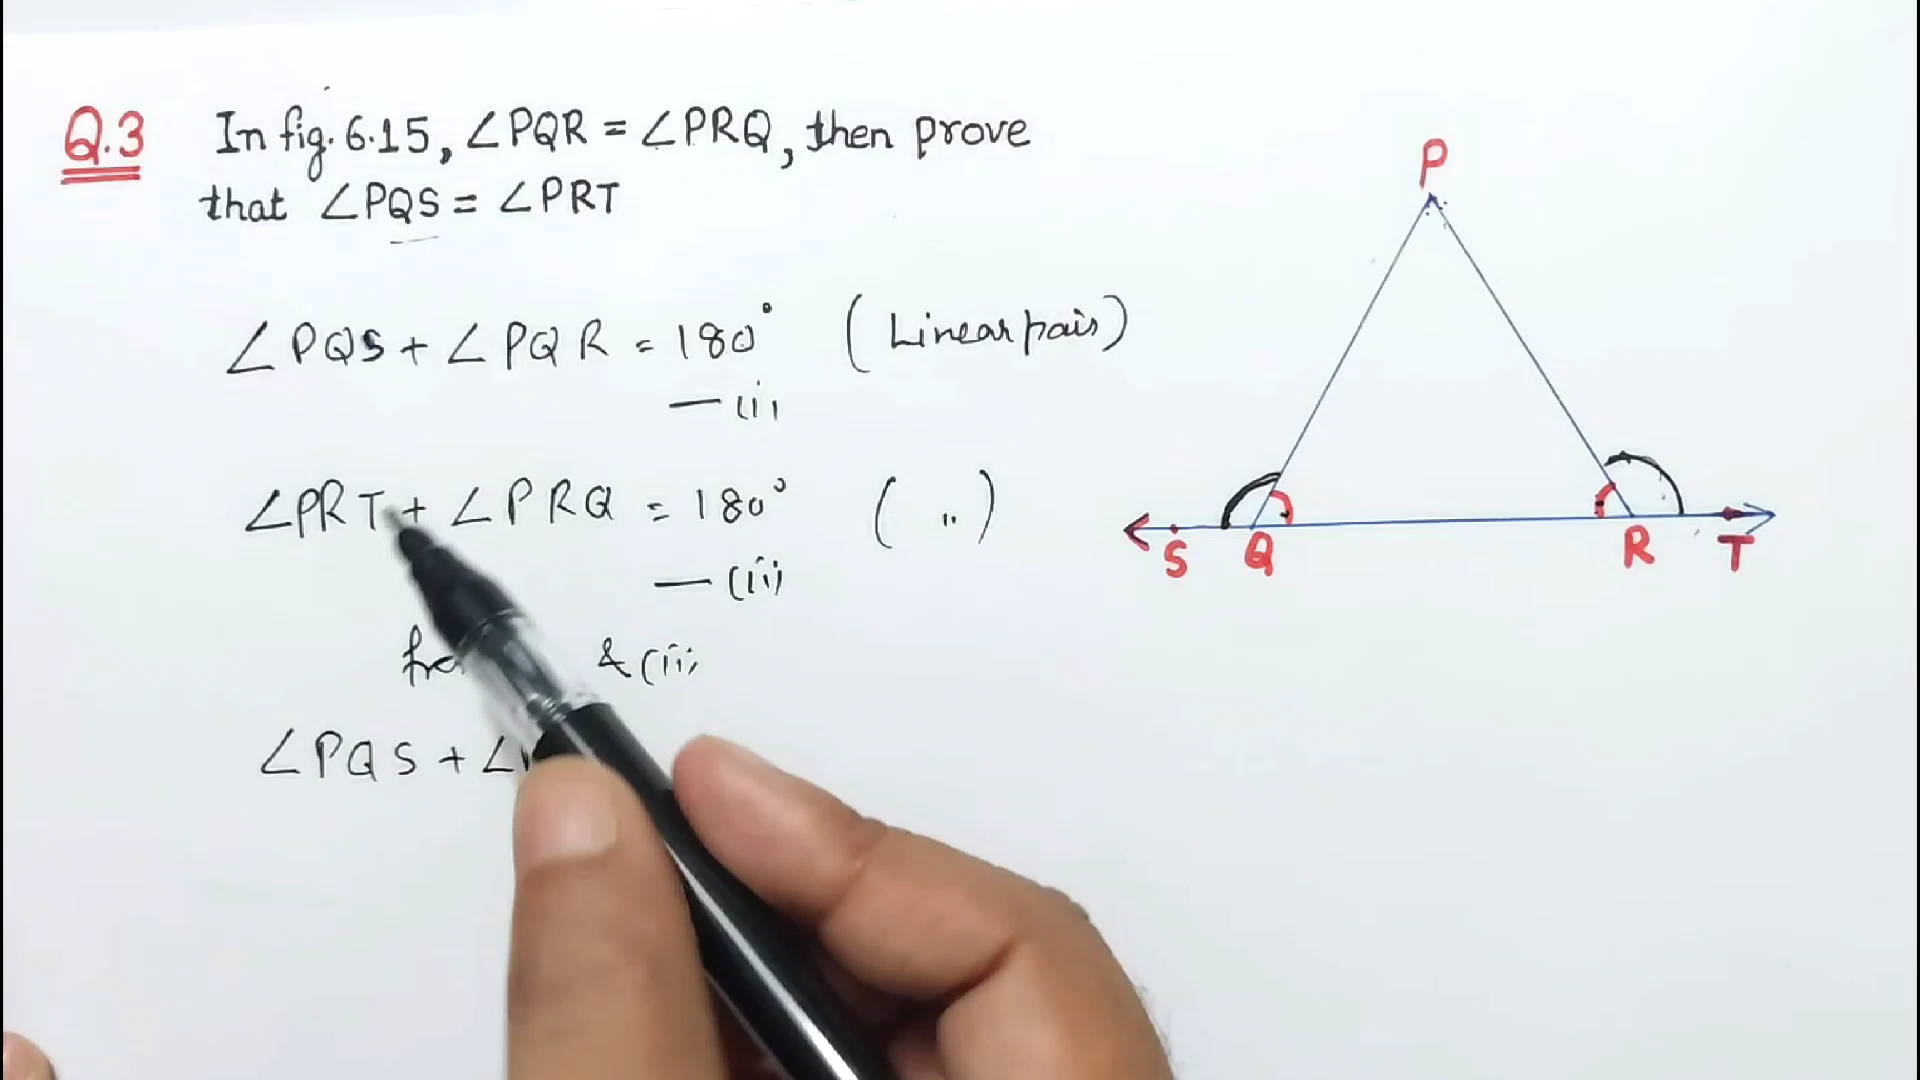 Q.3 In fig. 6.15, ∠PQR = ∠PRQ, then prove
that ∠PQS = ∠PRT
∠PQS + ∠PQR = 180° (Linear pair)
— (i)
∠PRT + ∠PRQ = 180° ( ,, )
— (ii)
& (ii)
∠PQS + ∠
P
S Q R T